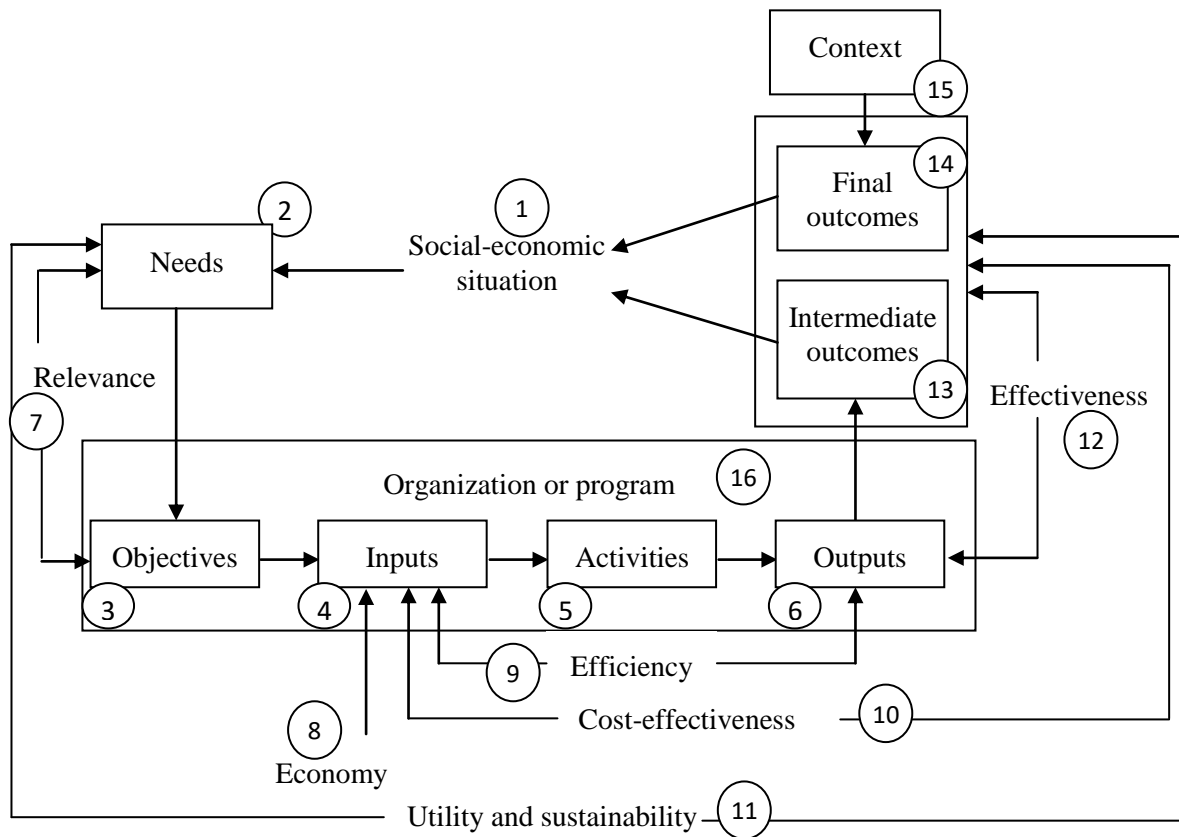 Context
15
14
Final
outcomes
1
2
Social-economic
situation
Needs
Intermediate
outcomes
13
Relevance
7
Effectiveness
12
16
Organization or program
Objectives
Inputs
Activities
Outputs
3
4
5
6
9
Efficiency
10
Cost-effectiveness
8
Economy
Utility and sustainability
11